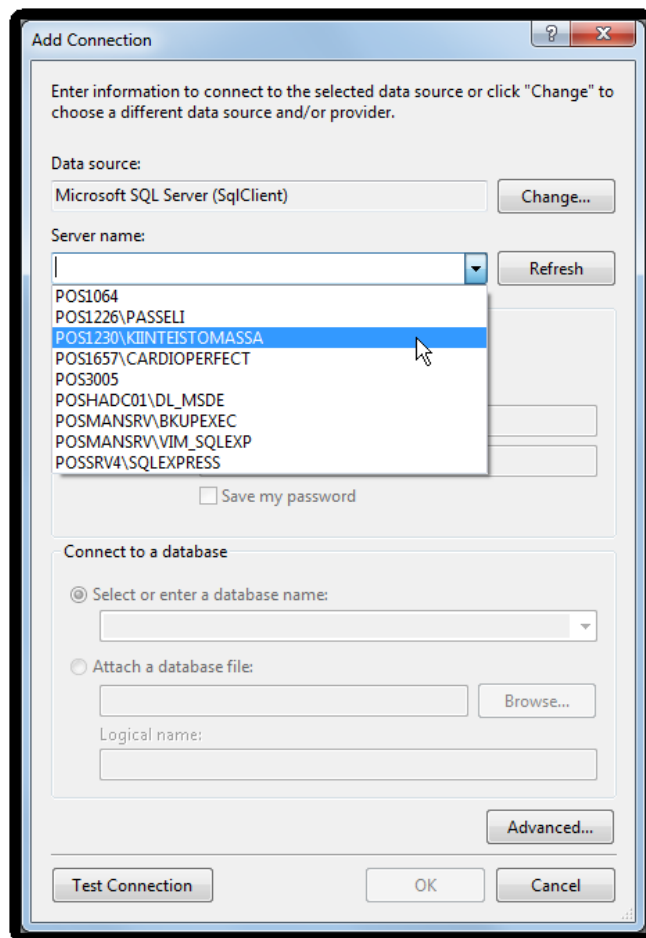 Add Connection
Enter information to connect to the selected data source or click "Change" to
choose a different data source and/or provider.
Data source:
Microsoft SQL Server (SqlClient)
Change...
Server name:
Refresh
POS1064
POS1226\PASSELI
POS1230\KIINTEISTOMASSA
POS1657\CARDIOPERFECT
POS3005
POSHADC01\DL_MSDE
POSMANSRV\BKUPEXEC
POSMANSRV\VIM_SQLEXP
POSSRV4\SQLEXPRESS
Save my password
Connect to a database
Select or enter a database name:
Attach a database file:
Browse...
Logical name:
Advanced...
Test Connection
OK
Cancel